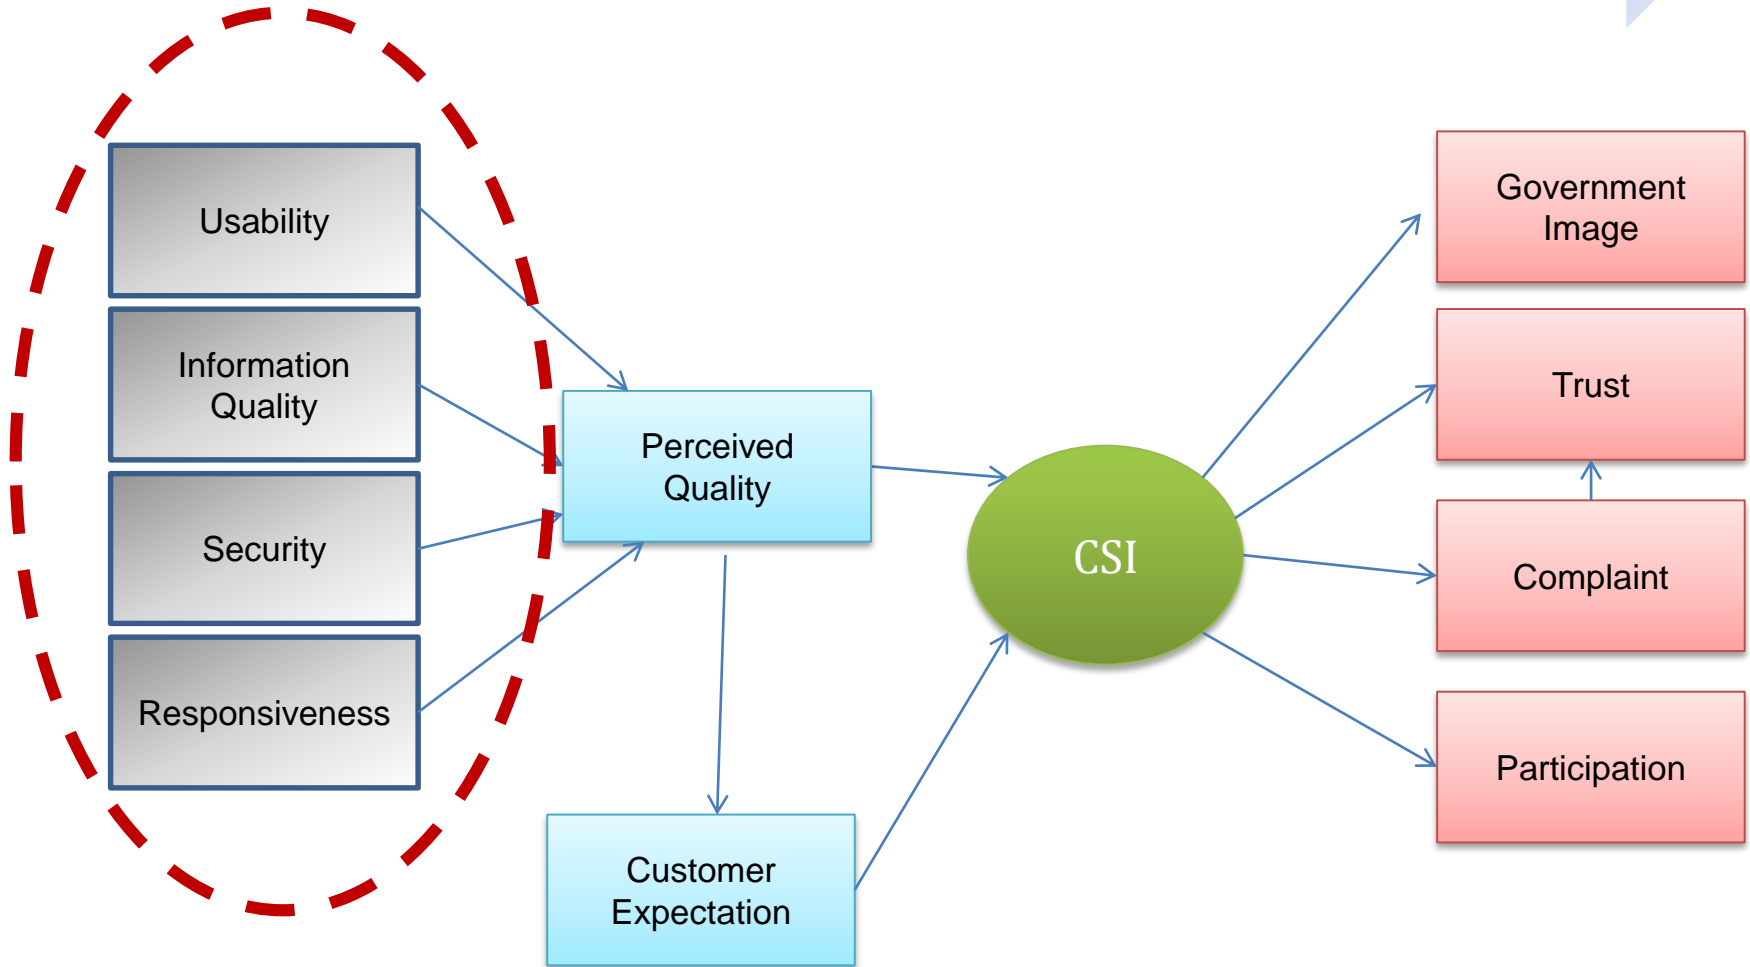 Usability
Information
Quality
Security
Responsiveness
Perceived
Quality
Customer
Expectation
CSI
Government
Image
Trust
Complaint
Participation